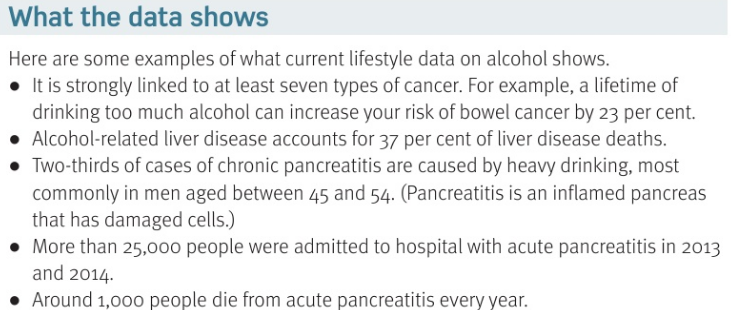 What the data shows
Here are some examples of what current lifestyle data on alcohol shows.
● It is strongly linked to at least seven types of cancer. For example, a lifetime of
drinking too much alcohol can increase your risk of bowel cancer by 23 per cent.
● Alcohol-related liver disease accounts for 37 per cent of liver disease deaths.
● Two-thirds of cases of chronic pancreatitis are caused by heavy drinking, most
commonly in men aged between 45 and 54. (Pancreatitis is an inflamed pancreas
that has damaged cells.)
● More than 25,000 people were admitted to hospital with acute pancreatitis in 2013
and 2014.
● Around 1,000 people die from acute pancreatitis every year.